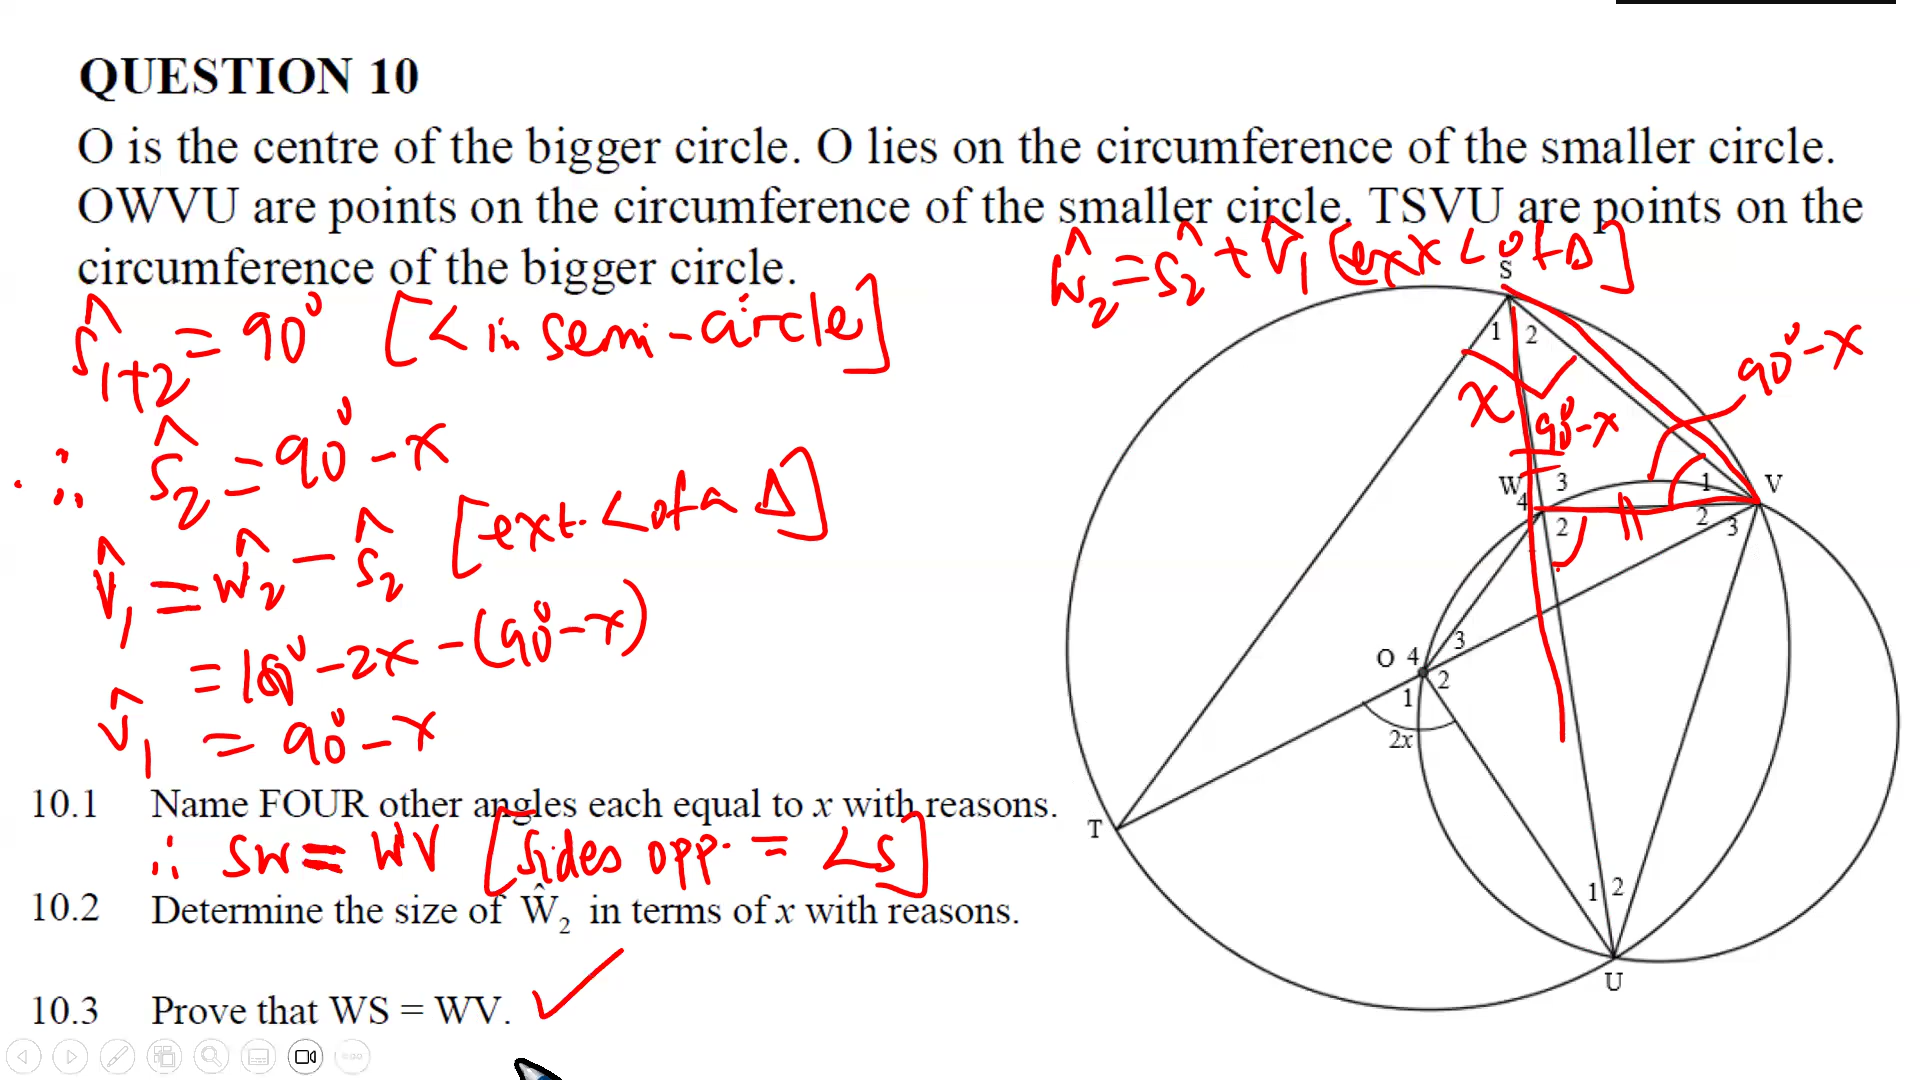 QUESTION 10
O is the centre of the bigger circle. O lies on the circumference of the smaller circle.
OWVU are points on the circumference of the smaller circle. TSVU are points on the
circumference of the bigger circle.
Ŵ₂ = Ŝ₂ + V̂₁ [exx ∠ of Δ]
Ŝ₁₊₂ = 90° [∠ in semi-circle]
∴ Ŝ₂ = 90° - x
V̂₁ = Ŵ₂ - Ŝ₂ [ext. ∠ of a Δ]
= 180° - 2x - (90° - x)
V̂₁ = 90° - x
10.1 Name FOUR other angles each equal to x with reasons.
∴ SW = WV [sides opp. = ∠s]
10.2 Determine the size of Ŵ₂ in terms of x with reasons.
10.3 Prove that WS = WV.
S
1 2
x
90° - x
90° - x
W 3 1 V
4
2 2 3
O 4 3
1 2
2x
T
1 2
U